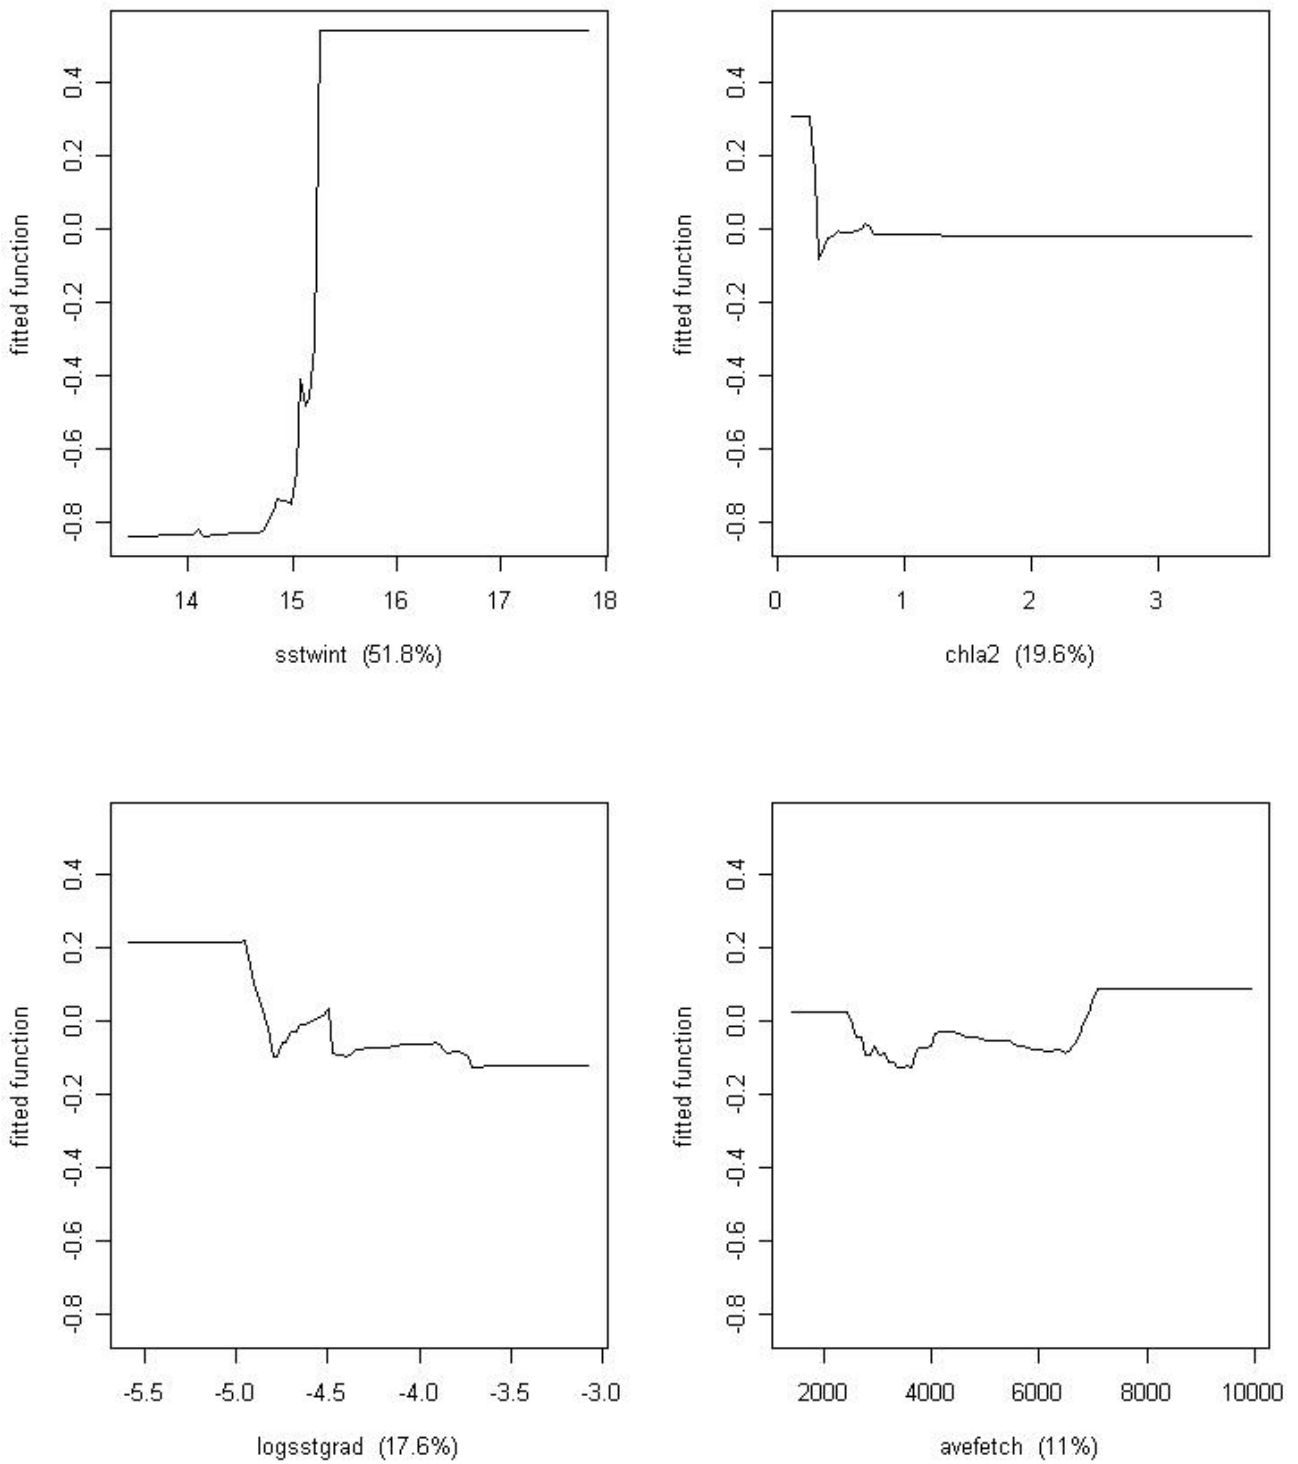 fitted function
0.4
0.2
0.0
-0.2
-0.4
-0.6
-0.8
14 15 16 17 18
sstwint (51.8%)
fitted function
0.4
0.2
0.0
-0.2
-0.4
-0.6
-0.8
0 1 2 3
chla2 (19.6%)
fitted function
0.4
0.2
0.0
-0.2
-0.4
-0.6
-0.8
-5.5 -5.0 -4.5 -4.0 -3.5 -3.0
logsstgrad (17.6%)
fitted function
0.4
0.2
0.0
-0.2
-0.4
-0.6
-0.8
2000 4000 6000 8000 10000
avefetch (11%)